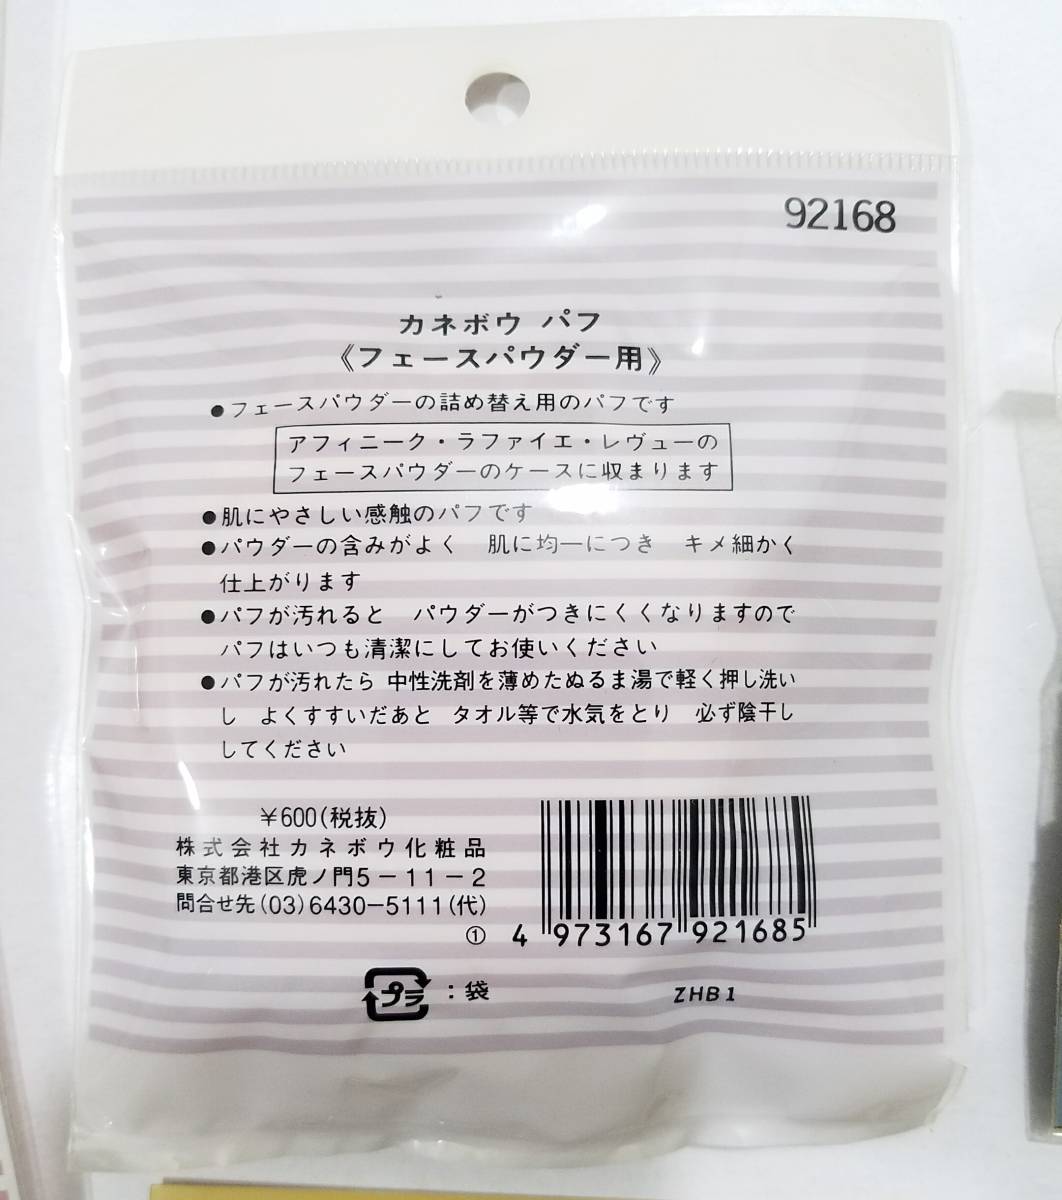 92168
カネボウ パフ
《フェースパウダー用》
●フェースパウダーの詰め替え用のパフです
アフィニーク・ラファイエ・レヴューの
フェースパウダーのケースに収まります
●肌にやさしい感触のパフです
●パウダーの含みがよく　肌に均一につき　キメ細かく
仕上がります
●パフが汚れると　パウダーがつきにくくなりますので
パフはいつも清潔にしてお使いください
●パフが汚れたら 中性洗剤を薄めたぬるま湯で軽く押し洗い
し　よくすすいだあと　タオル等で水気をとり　必ず陰干し
してください
¥600(税抜)
株式会社カネボウ化粧品
東京都港区虎ノ門5－11－2
問合せ先(03)6430−5111(代)
①
4 973167 921685
プラ：袋
ZHB1